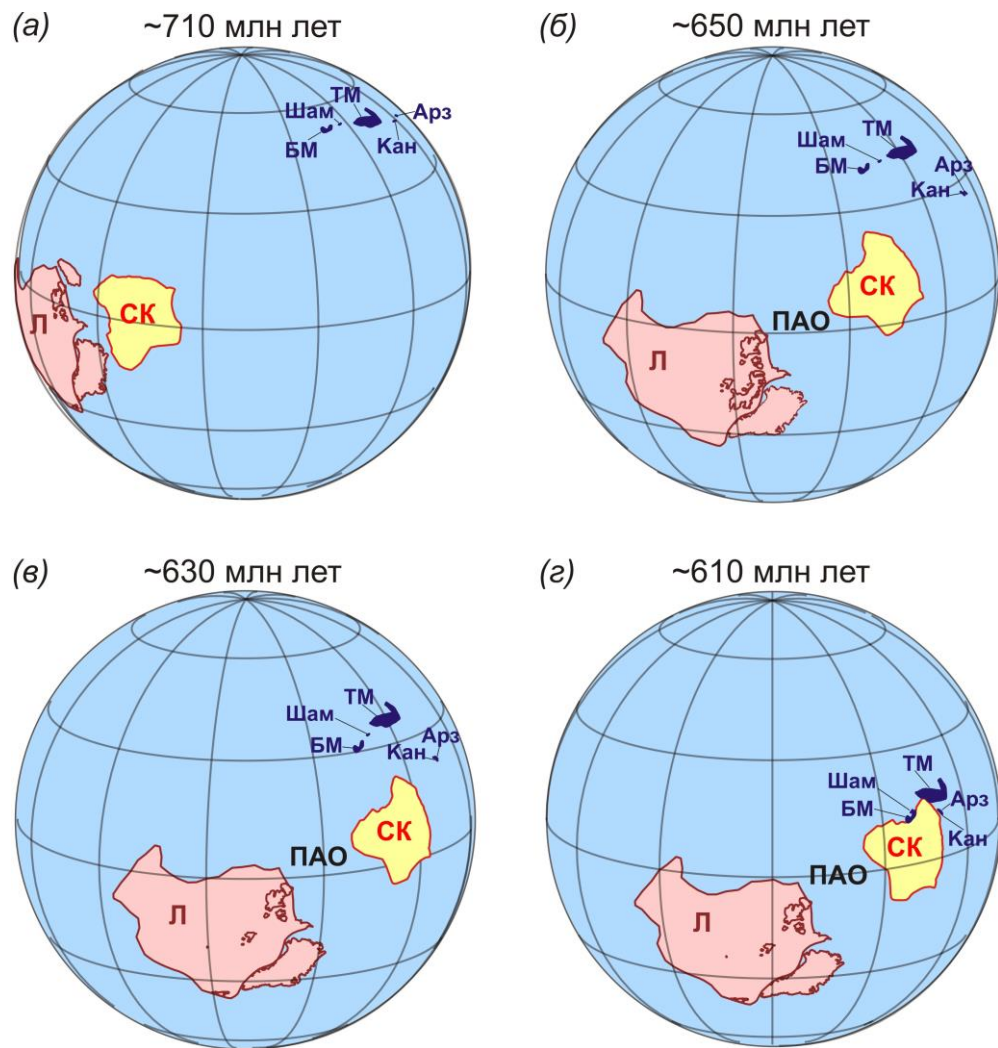 (а) ~710 млн лет
ТМ
Шам
Арз
БМ
Кан
Л
СК
(б) ~650 млн лет
ТМ
Шам
БМ
Арз
Кан
СК
ПАО
Л
(в) ~630 млн лет
ТМ
Шам
БМ
Арз
Кан
СК
ПАО
Л
(г) ~610 млн лет
ТМ
Шам
Арз
БМ
Кан
СК
ПАО
Л